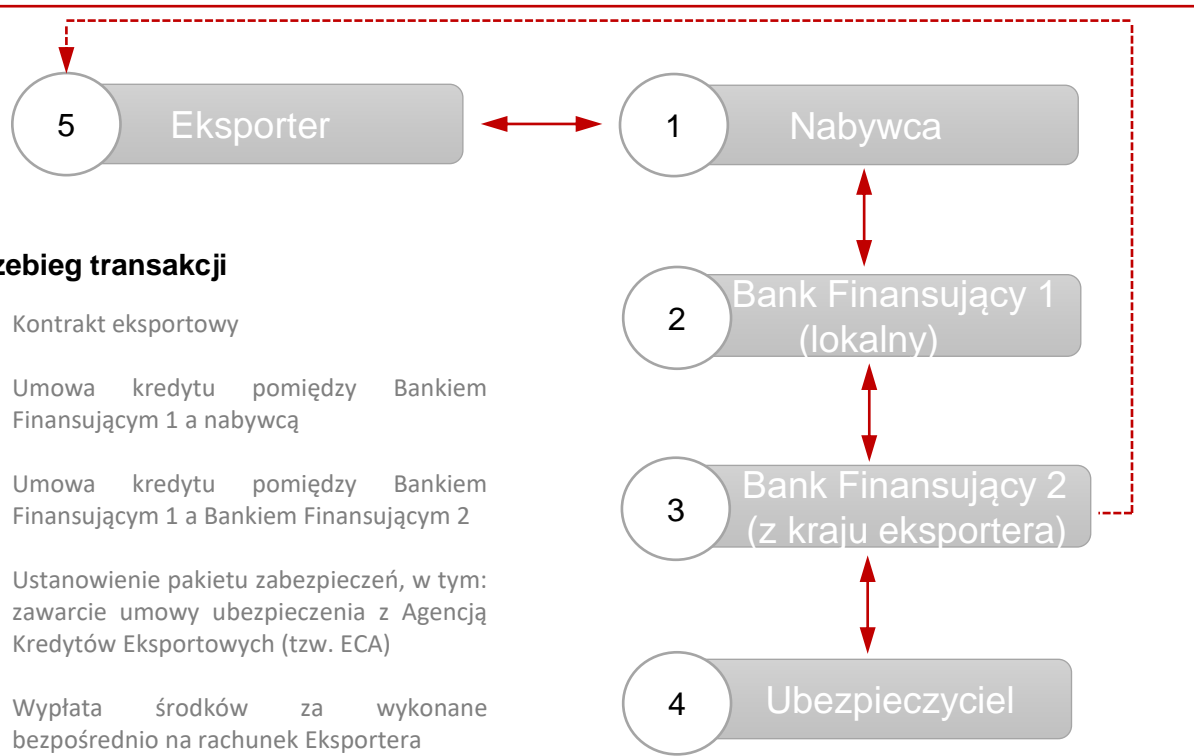 5
Eksporter
1
Nabywca
zebieg transakcji
Kontrakt eksportowy
Umowa kredytu pomiędzy Bankiem
Finansującym 1 a nabywcą
Umowa kredytu pomiędzy Bankiem
Finansującym 1 a Bankiem Finansującym 2
Ustanowienie pakietu zabezpieczeń, w tym:
zawarcie umowy ubezpieczenia z Agencją
Kredytów Eksportowych (tzw. ECA)
Wypłata środków za wykonane
bezpośrednio na rachunek Eksportera
2
Bank Finansujący 1
(lokalny)
3
Bank Finansujący 2
(z kraju eksportera)
4
Ubezpieczyciel